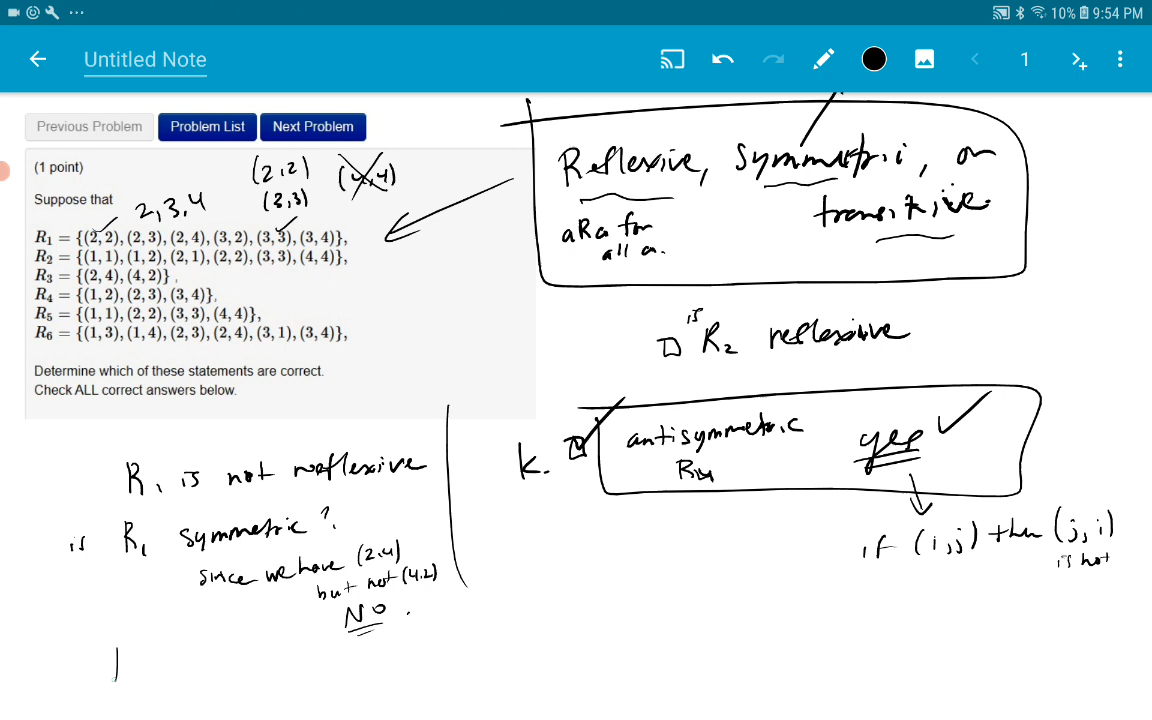 10% 9:54 PM
Untitled Note
1
Previous Problem Problem List Next Problem
(1 point)
Suppose that
2,3,4
(2,2) (4,4)
(3,3)
R₁ = {(2, 2), (2, 3), (2, 4), (3, 2), (3, 3), (3, 4)},
R₂ = {(1, 1), (1, 2), (2, 1), (2, 2), (3, 3), (4, 4)},
R₃ = {(2, 4), (4, 2)} ,
R₄ = {(1, 2), (2, 3), (3, 4)},
R₅ = {(1, 1), (2, 2), (3, 3), (4, 4)},
R₆ = {(1, 3), (1, 4), (2, 3), (2, 4), (3, 1), (3, 4)},
Determine which of these statements are correct.
Check ALL correct answers below.
Reflexive, Symmetric, or
transitive.
aRa for
all a.
is R₂ reflexive
k. antisymmetric yes
R₄
if (i,j) then (j,i)
is not
R₁ is not reflexive
is R₁ symmetric?
since we have (2,4)
but not (4,2)
NO.